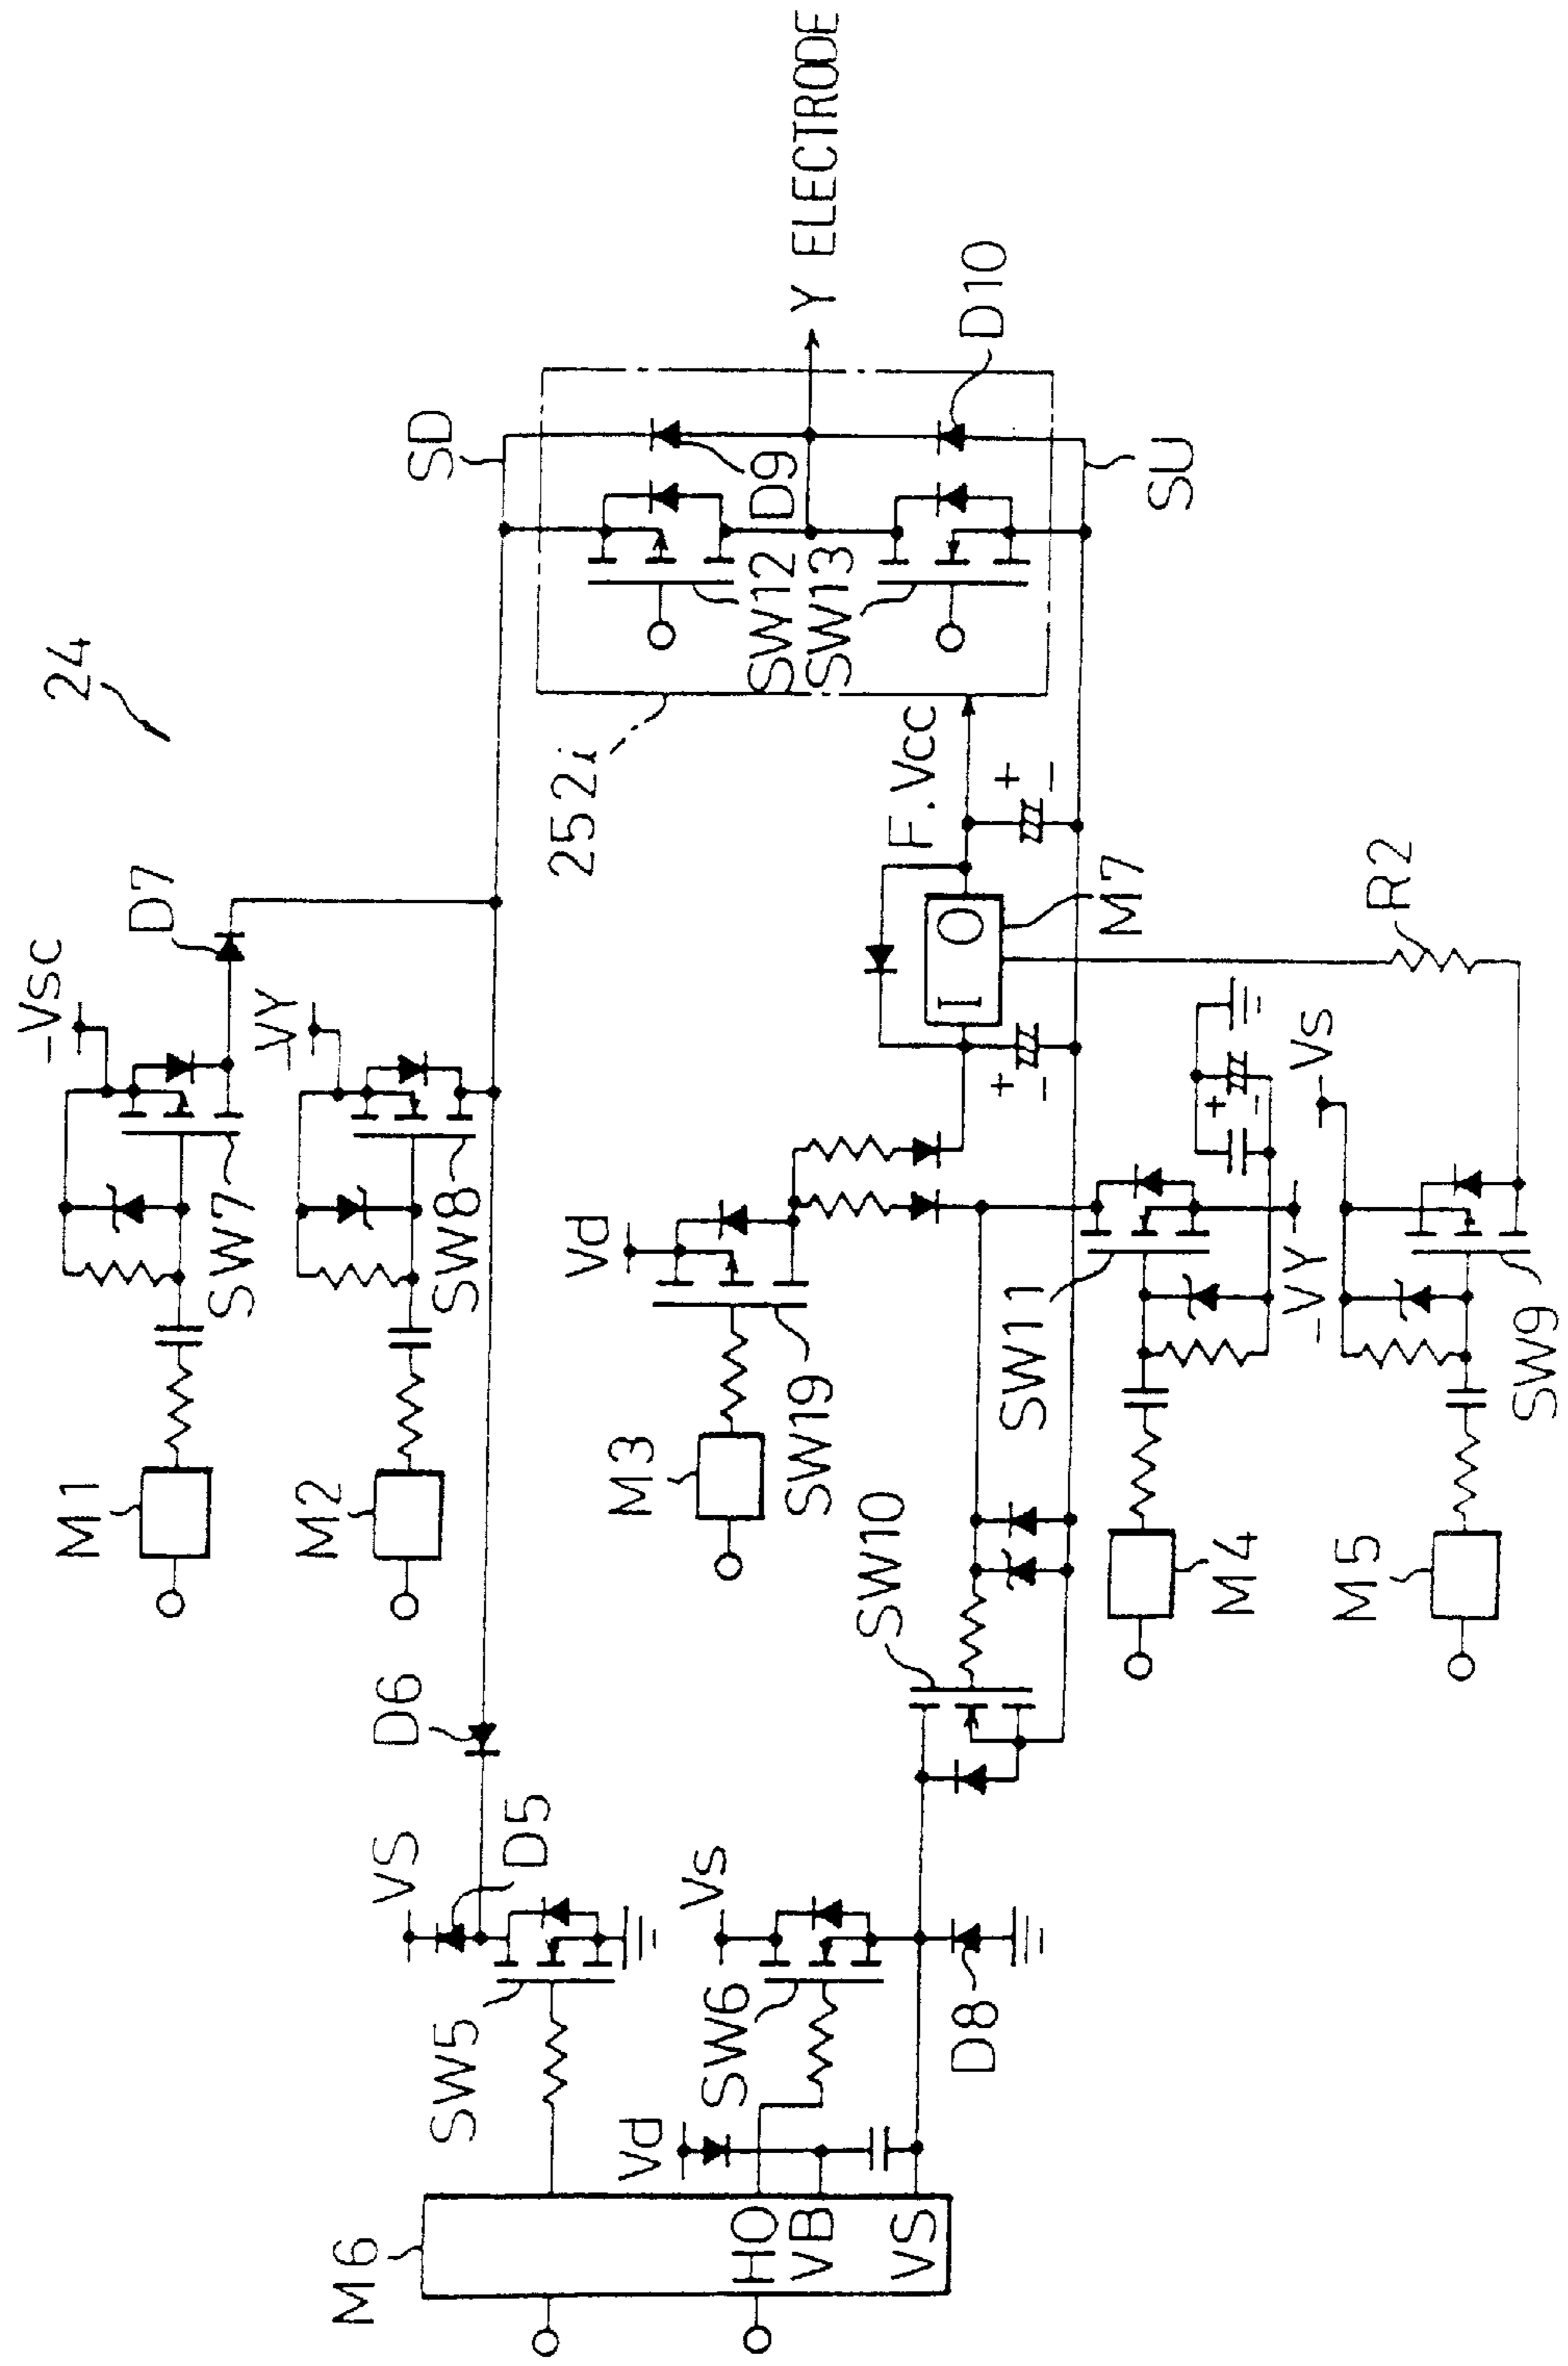 24
-Vsc
D7
M1
SW7
-VY
M2
SW8
D6
SD
VS
D5
SW5
M6
Vd
HO
VB
VS
Vs
SW6
D8
Vd
M3
SW19
SW10
252i
SW12
D9
SW13
Y ELECTRODE
D10
SU
F.Vcc
+
-
I O
M7
+
-
R2
SW11
M4
-VY
+
-
Vs
M5
SW9